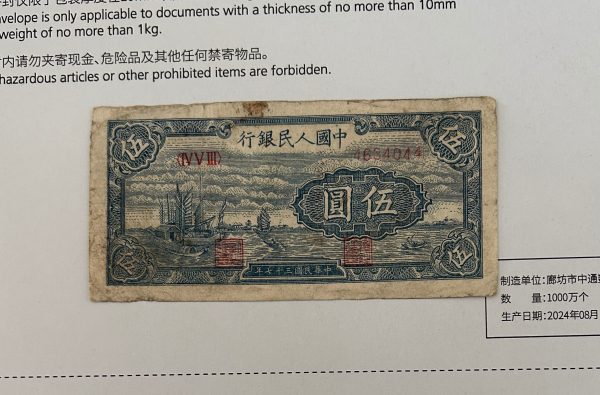 velope is only applicable to documents with a thickness of no more than 10mm
weight of no more than 1kg.
内请勿夹寄现金、危险品及其他任何禁寄物品。
hazardous articles or other prohibited items are forbidden.
行銀民人國中
伍
伍
(IV V III)
4664044
圓伍
伍
伍
年七十三國民華中
制造单位:廊坊市中通
数 量:1000万个
生产日期:2024年08月